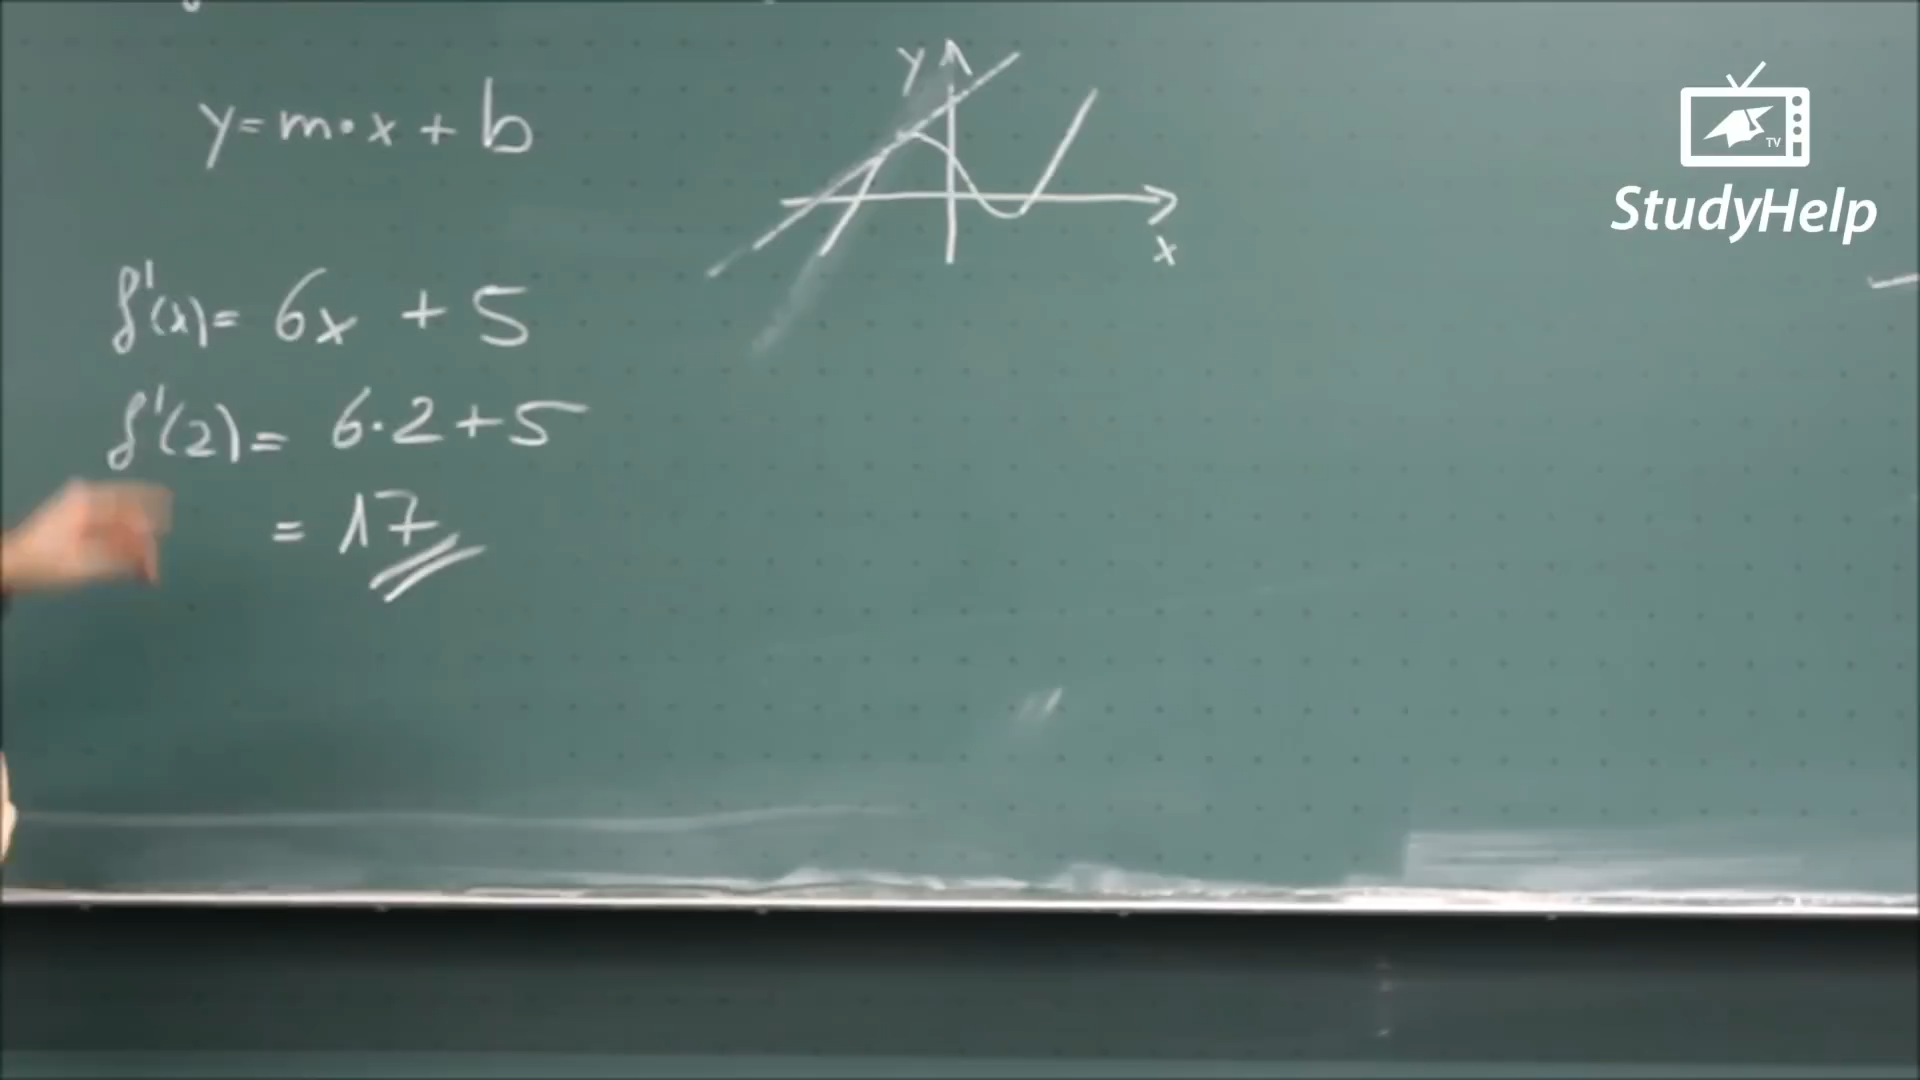 y
y = m · x + b
x
f'(x) = 6x + 5
f'(2) = 6 · 2 + 5
= 17
TV
StudyHelp